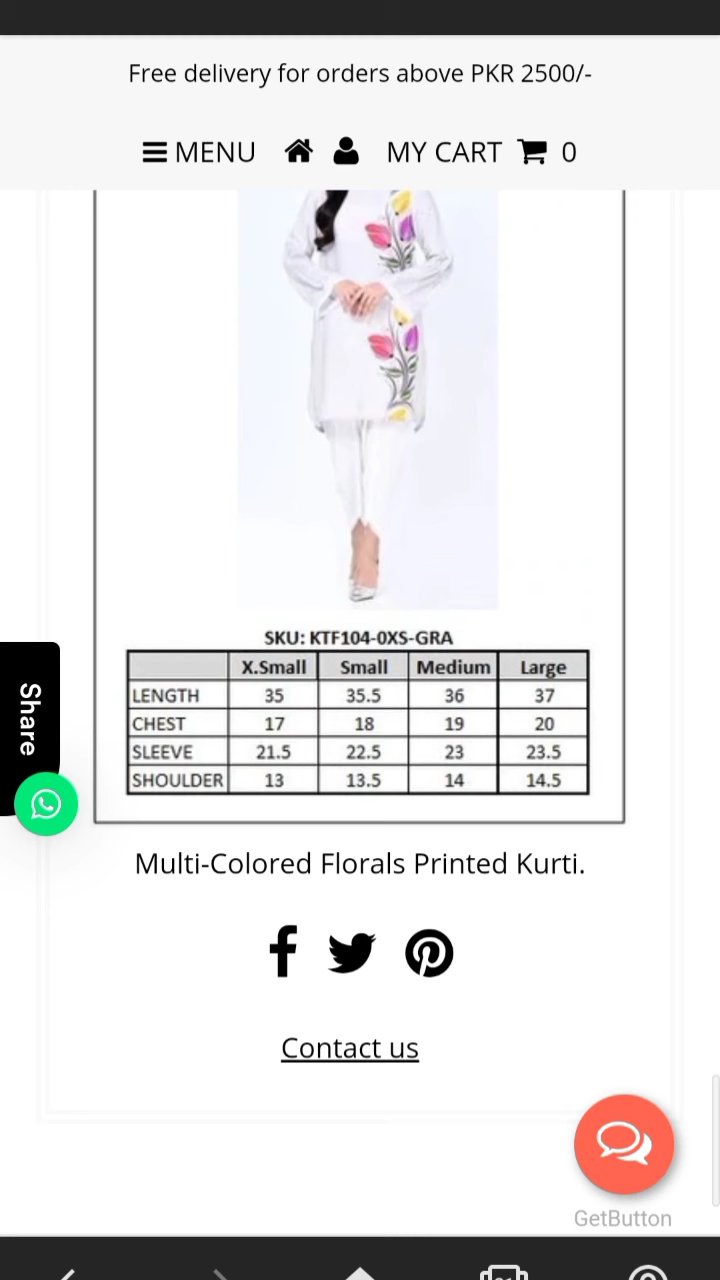 Free delivery for orders above PKR 2500/-
MENU MY CART 0
SKU: KTF104-0XS-GRA
X.Small Small Medium Large
LENGTH 35 35.5 36 37
CHEST 17 18 19 20
SLEEVE 21.5 22.5 23 23.5
SHOULDER 13 13.5 14 14.5
Share
Multi-Colored Florals Printed Kurti.
Contact us
GetButton